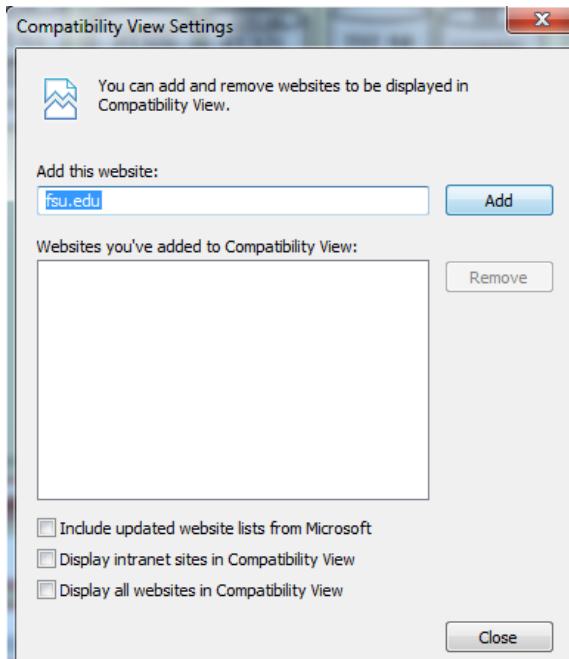 Compatibility View Settings
You can add and remove websites to be displayed in
Compatibility View.
Add this website:
fsu.edu
Add
Websites you've added to Compatibility View:
Remove
Include updated website lists from Microsoft
Display intranet sites in Compatibility View
Display all websites in Compatibility View
Close